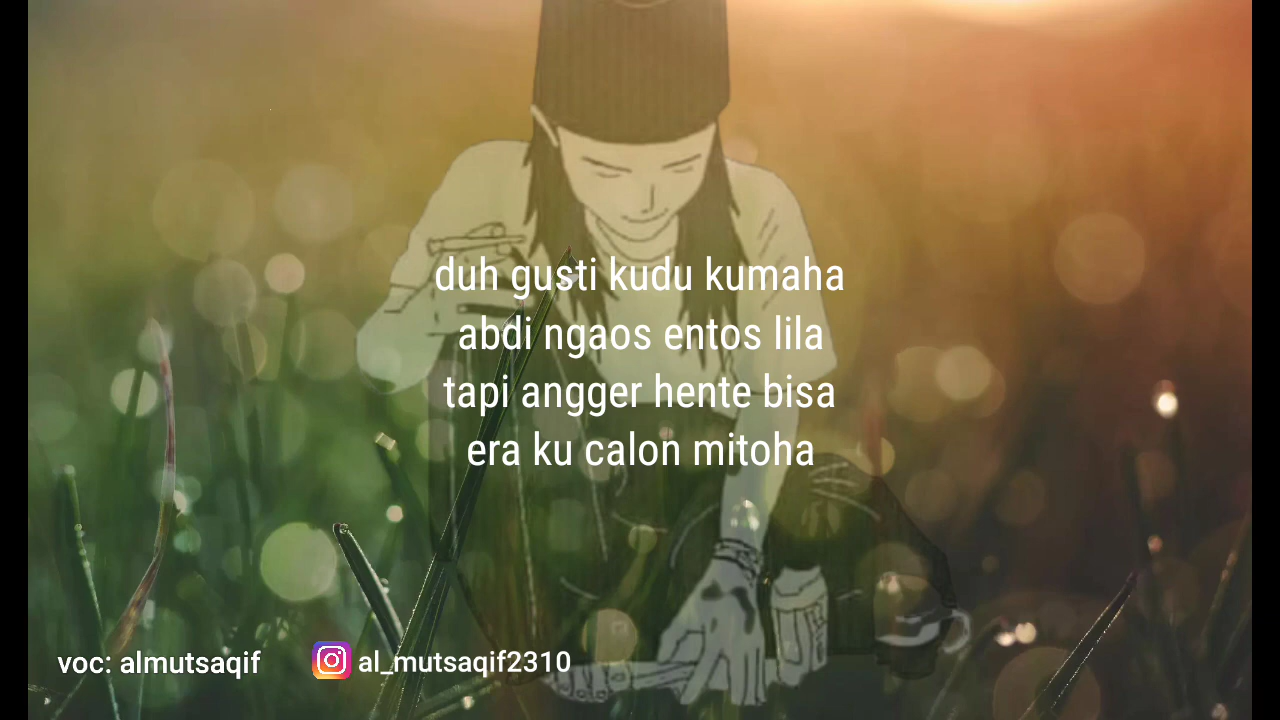 duh gusti kudu kumaha
abdi ngaos entos lila
tapi angger hente bisa
era ku calon mitoha
voc: almutsaqif
al_mutsaqif2310